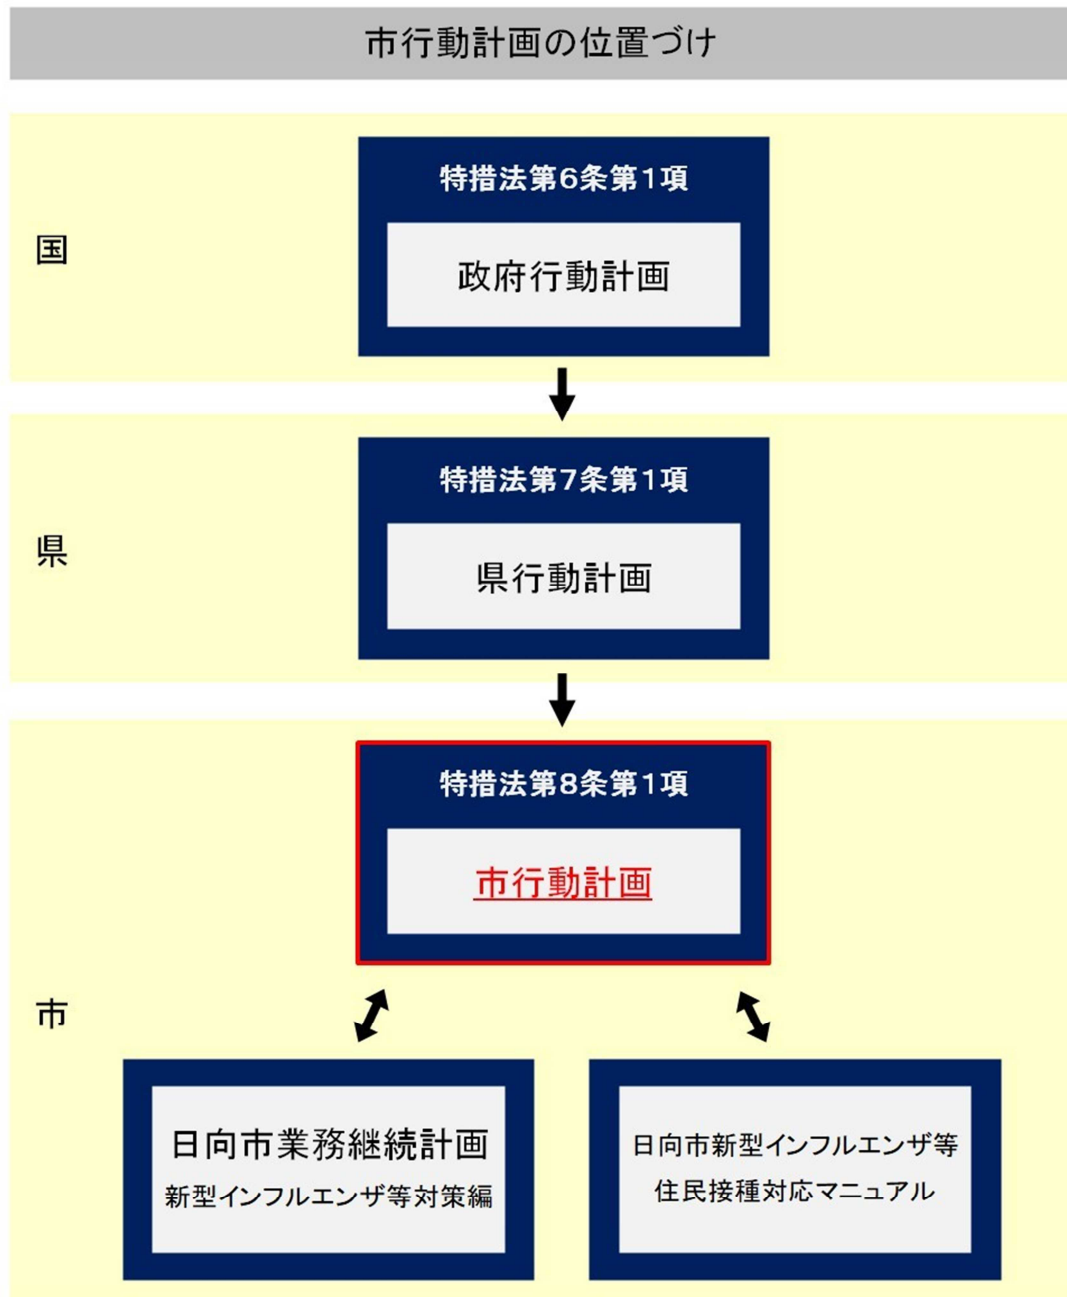 市行動計画の位置づけ
国
特措法第6条第1項
政府行動計画
県
特措法第7条第1項
県行動計画
市
特措法第8条第1項
市行動計画
日向市業務継続計画
新型インフルエンザ等対策編
日向市新型インフルエンザ等
住民接種対応マニュアル